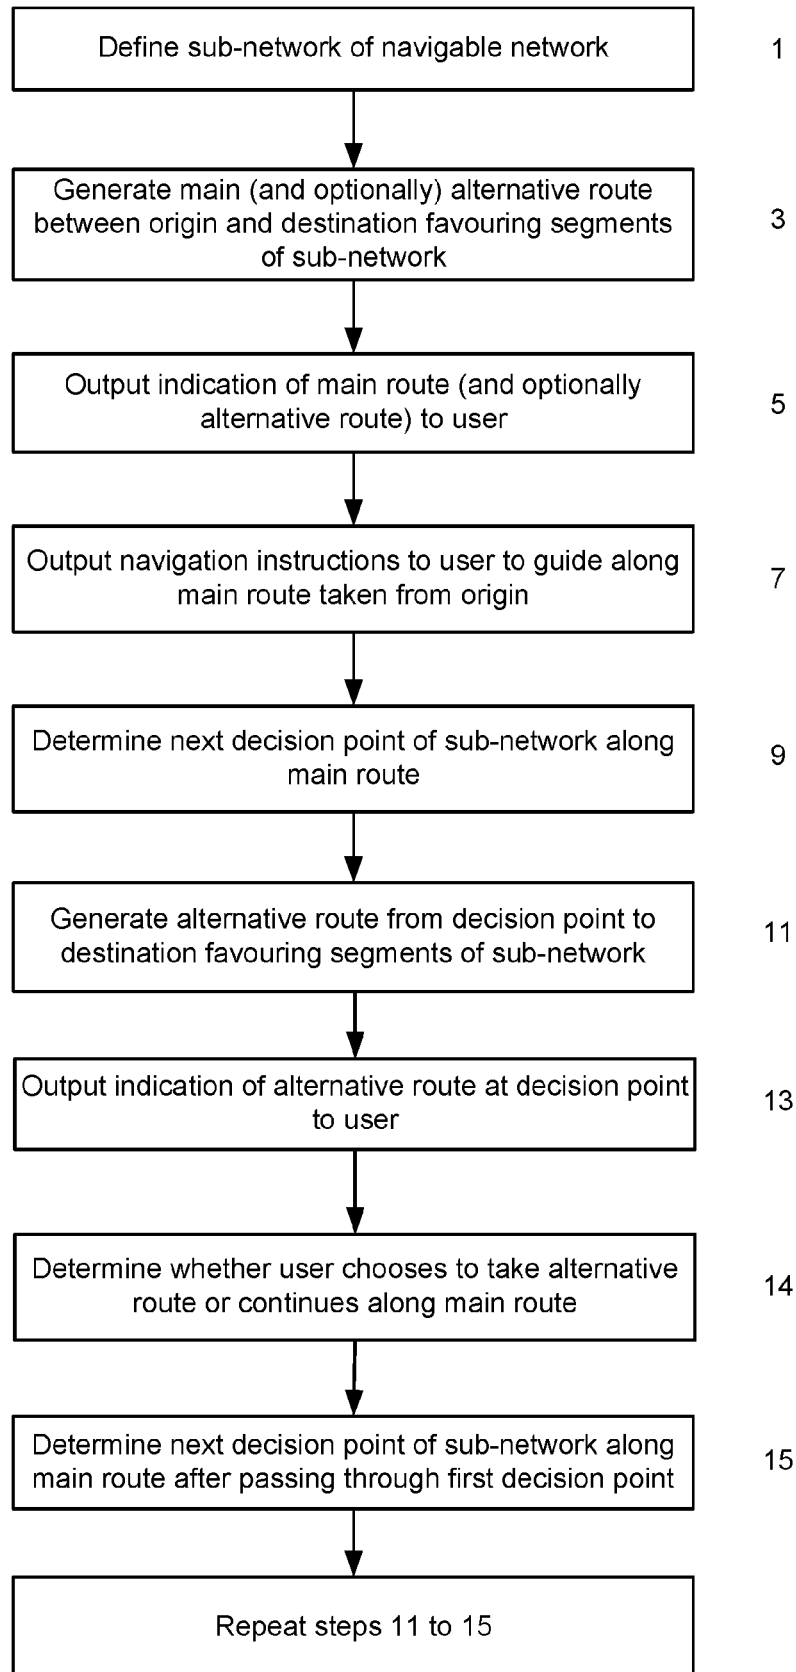 Define sub-network of navigable network
1
Generate main (and optionally) alternative route
between origin and destination favouring segments
of sub-network
3
Output indication of main route (and optionally
alternative route) to user
5
Output navigation instructions to user to guide along
main route taken from origin
7
Determine next decision point of sub-network along
main route
9
Generate alternative route from decision point to
destination favouring segments of sub-network
11
Output indication of alternative route at decision point
to user
13
Determine whether user chooses to take alternative
route or continues along main route
14
Determine next decision point of sub-network along
main route after passing through first decision point
15
Repeat steps 11 to 15